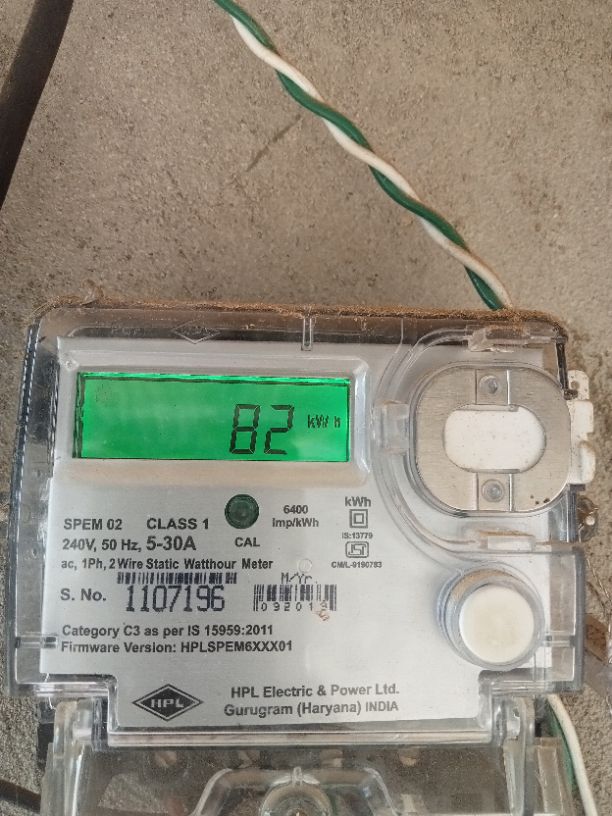 82 kWh
SPEM 02 CLASS 1
6400
imp/kWh
kWh
240V, 50 Hz, 5-30A
CAL
IS:13779
ac, 1Ph, 2 Wire Static Watthour Meter
CM/L-9190783
M/Yr.
S. No. 1107196
092019
Category C3 as per IS 15959:2011
Firmware Version: HPLSPEM6XXX01
HPL
HPL Electric & Power Ltd.
Gurugram (Haryana) INDIA